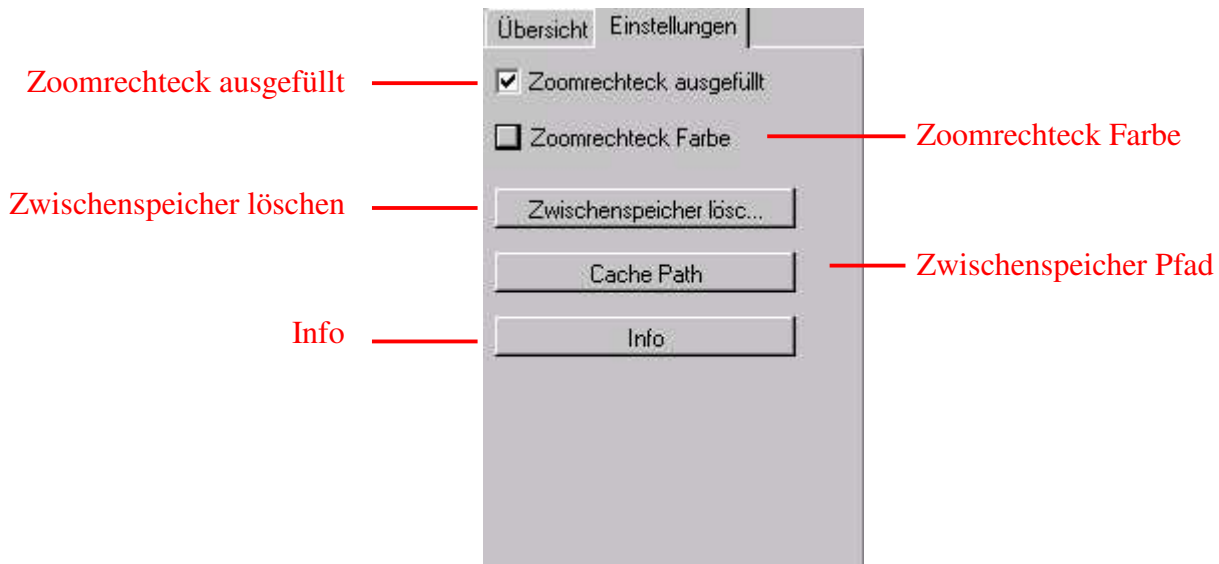 Übersicht Einstellungen
Zoomrechteck ausgefüllt
Zoomrechteck ausgefüllt
Zoomrechteck Farbe
Zoomrechteck Farbe
Zwischenspeicher löschen
Zwischenspeicher lösc...
Cache Path
Zwischenspeicher Pfad
Info
Info